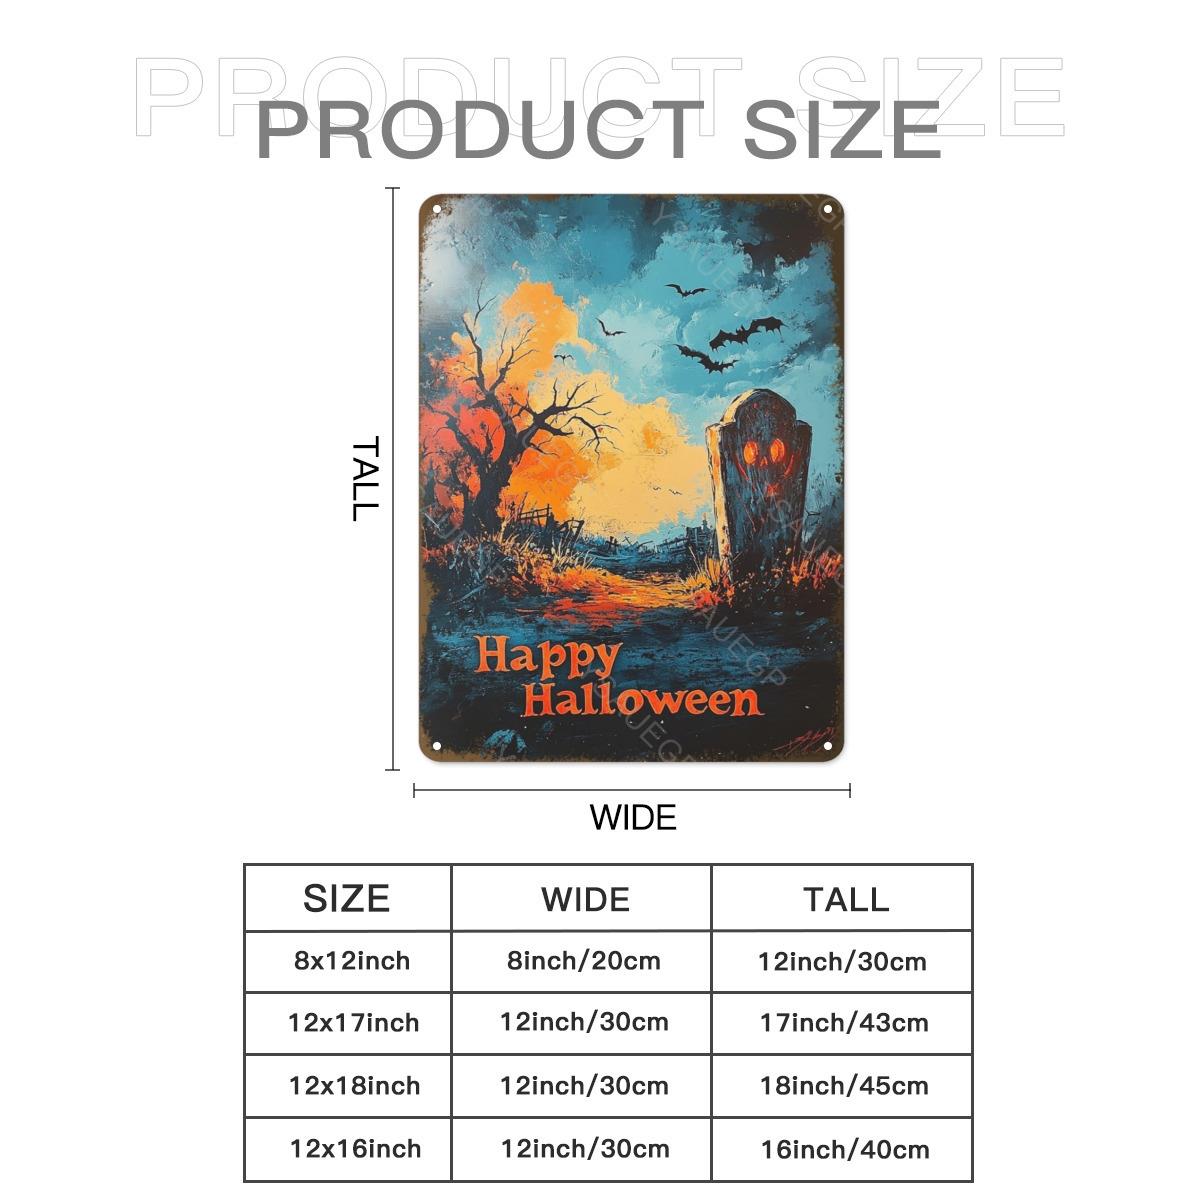 PRODUCT SIZE
PRODUCT SIZE
TALL
YSAUEGP
Happy
Halloween
WIDE
SIZE WIDE TALL
8x12inch 8inch/20cm 12inch/30cm
12x17inch 12inch/30cm 17inch/43cm
12x18inch 12inch/30cm 18inch/45cm
12x16inch 12inch/30cm 16inch/40cm